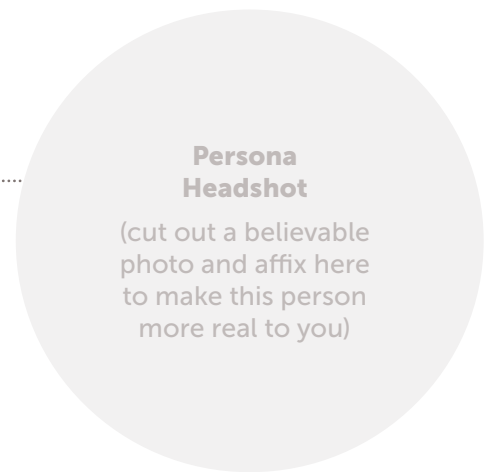 Persona
Headshot
(cut out a believable
photo and affix here
to make this person
more real to you)